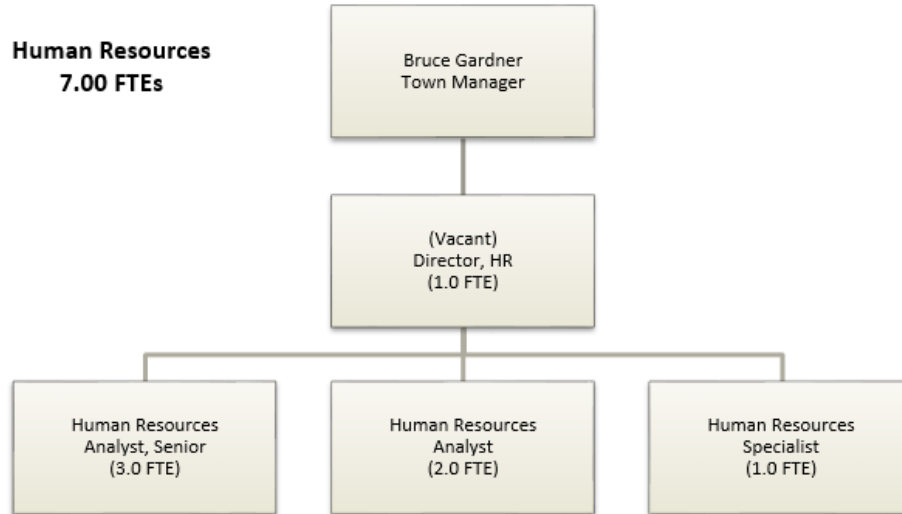 Human Resources
7.00 FTEs
Bruce Gardner
Town Manager
(Vacant)
Director, HR
(1.0 FTE)
Human Resources
Analyst, Senior
(3.0 FTE)
Human Resources
Analyst
(2.0 FTE)
Human Resources
Specialist
(1.0 FTE)